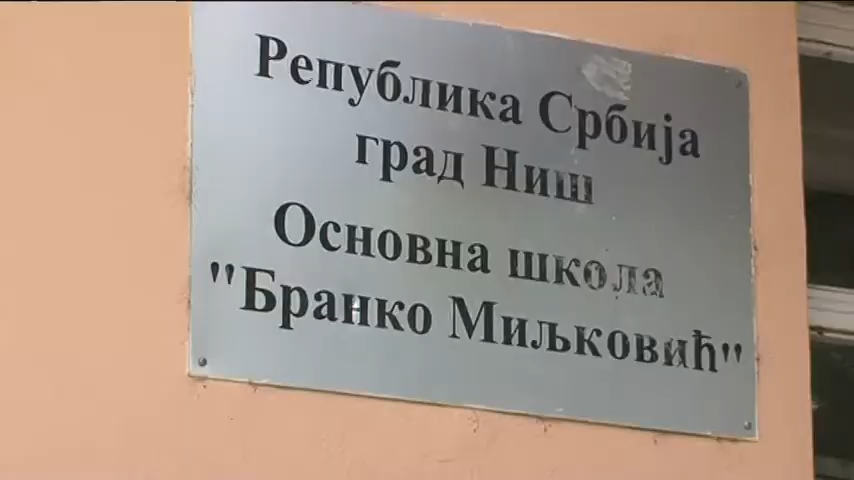 Република Србија
град Ниш
Основна школа
"Бранко Миљковић"